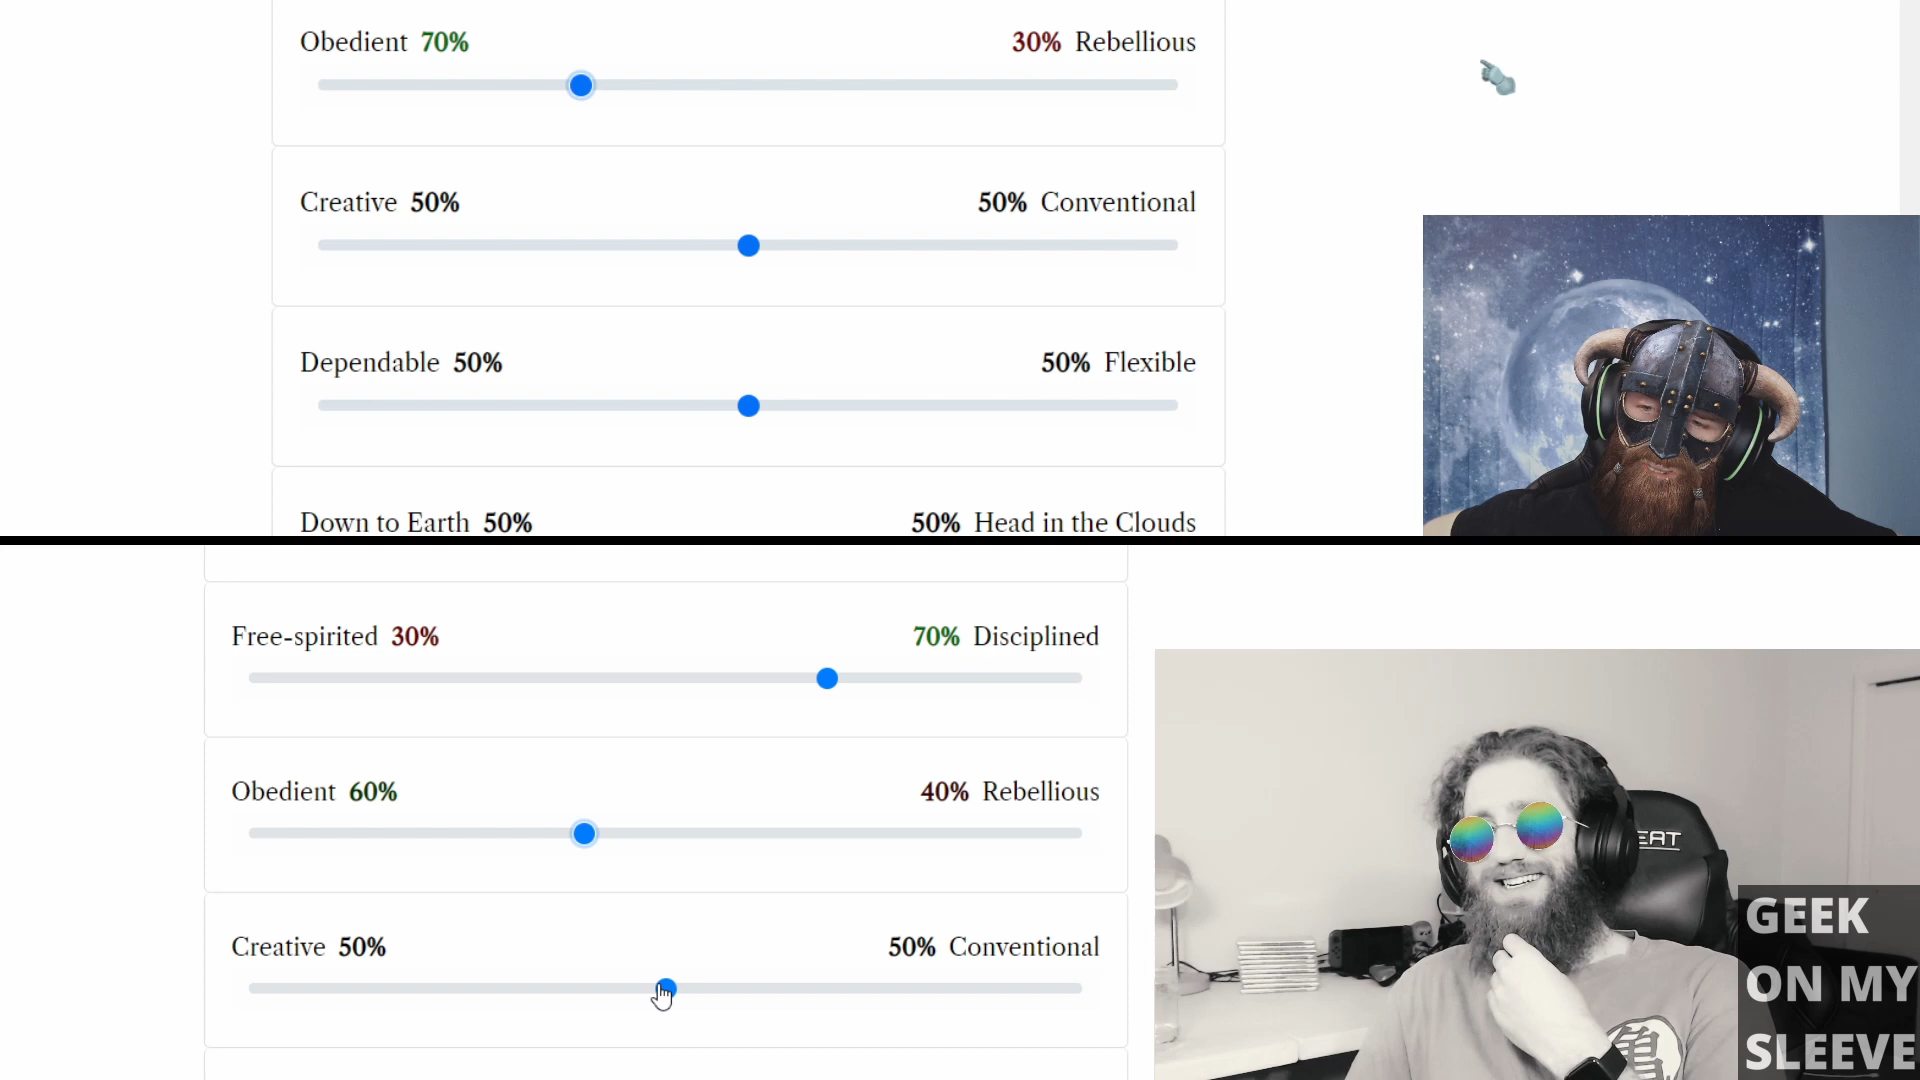 Obedient 70% 30% Rebellious
Creative 50% 50% Conventional
Dependable 50% 50% Flexible
Down to Earth 50% 50% Head in the Clouds
Free-spirited 30% 70% Disciplined
Obedient 60% 40% Rebellious
Creative 50% 50% Conventional
EAT
GEEK
ON MY
SLEEVE
亀